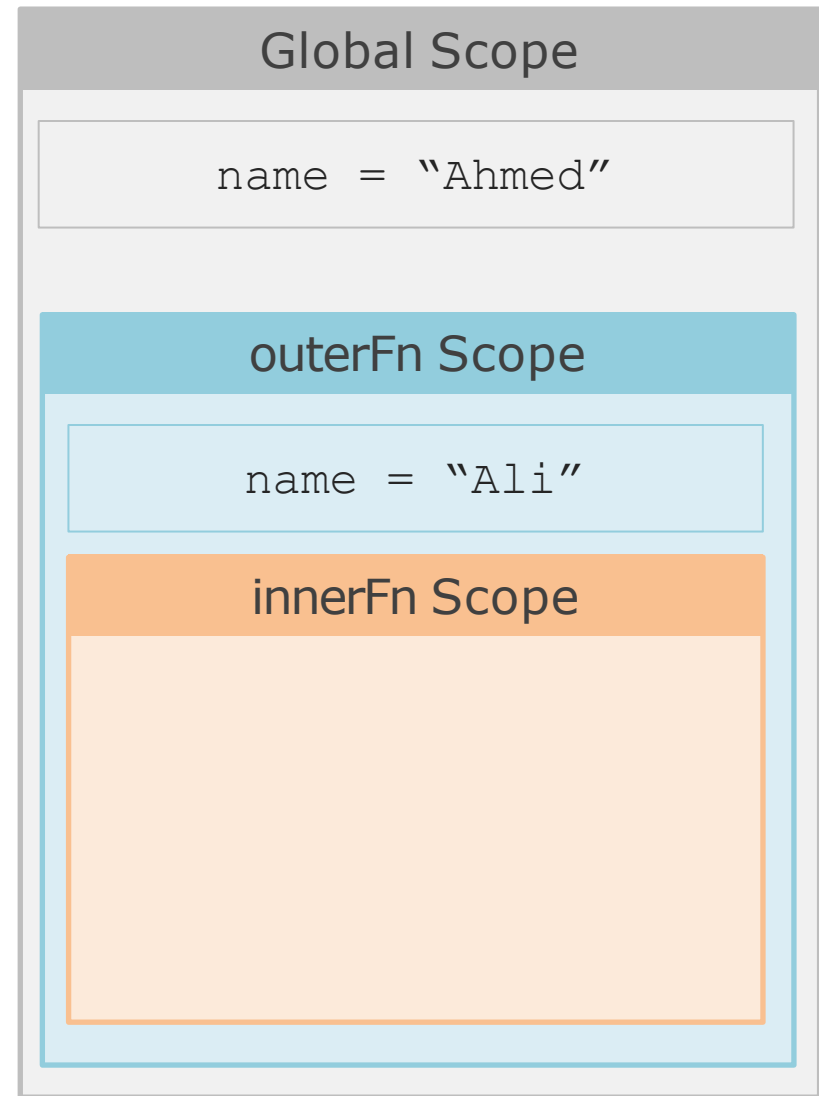 Global Scope
name = “Ahmed”
outerFn Scope
name = “Ali”
innerFn Scope